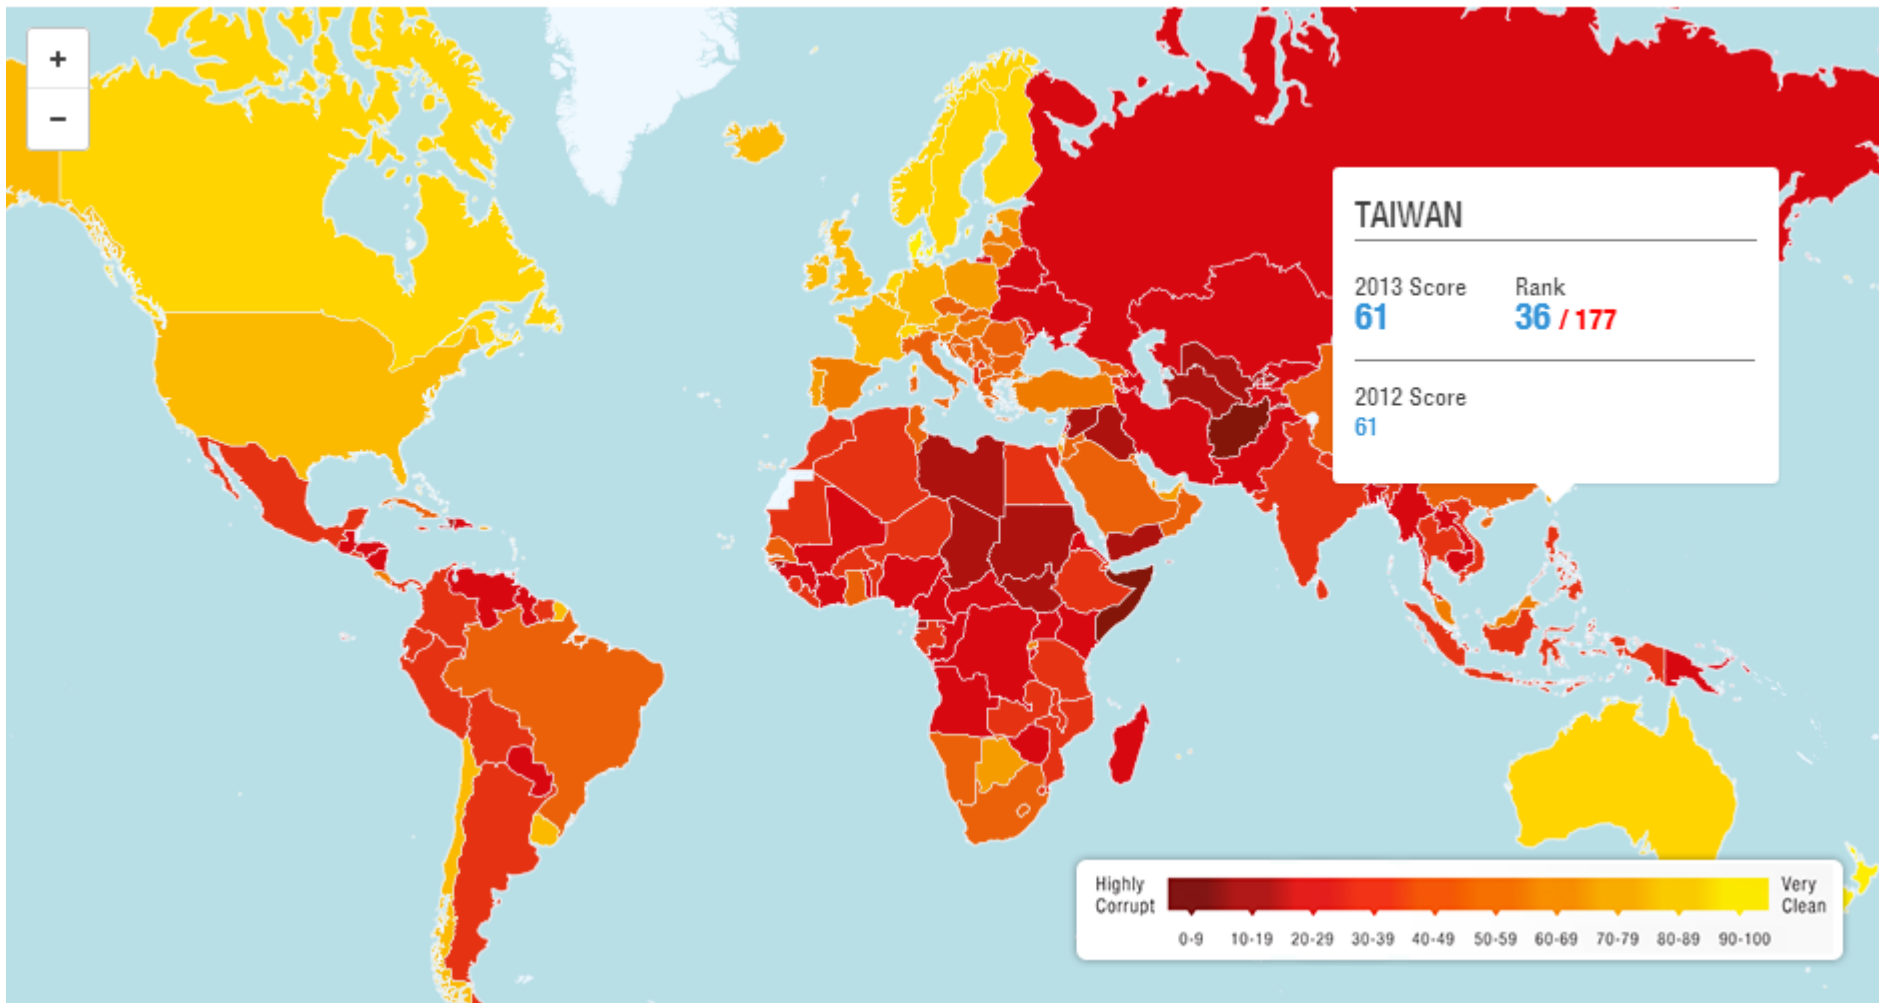 +
−
TAIWAN
2013 Score Rank
61 36 / 177
2012 Score
61
Highly Corrupt
Very Clean
0-9 10-19 20-29 30-39 40-49 50-59 60-69 70-79 80-89 90-100